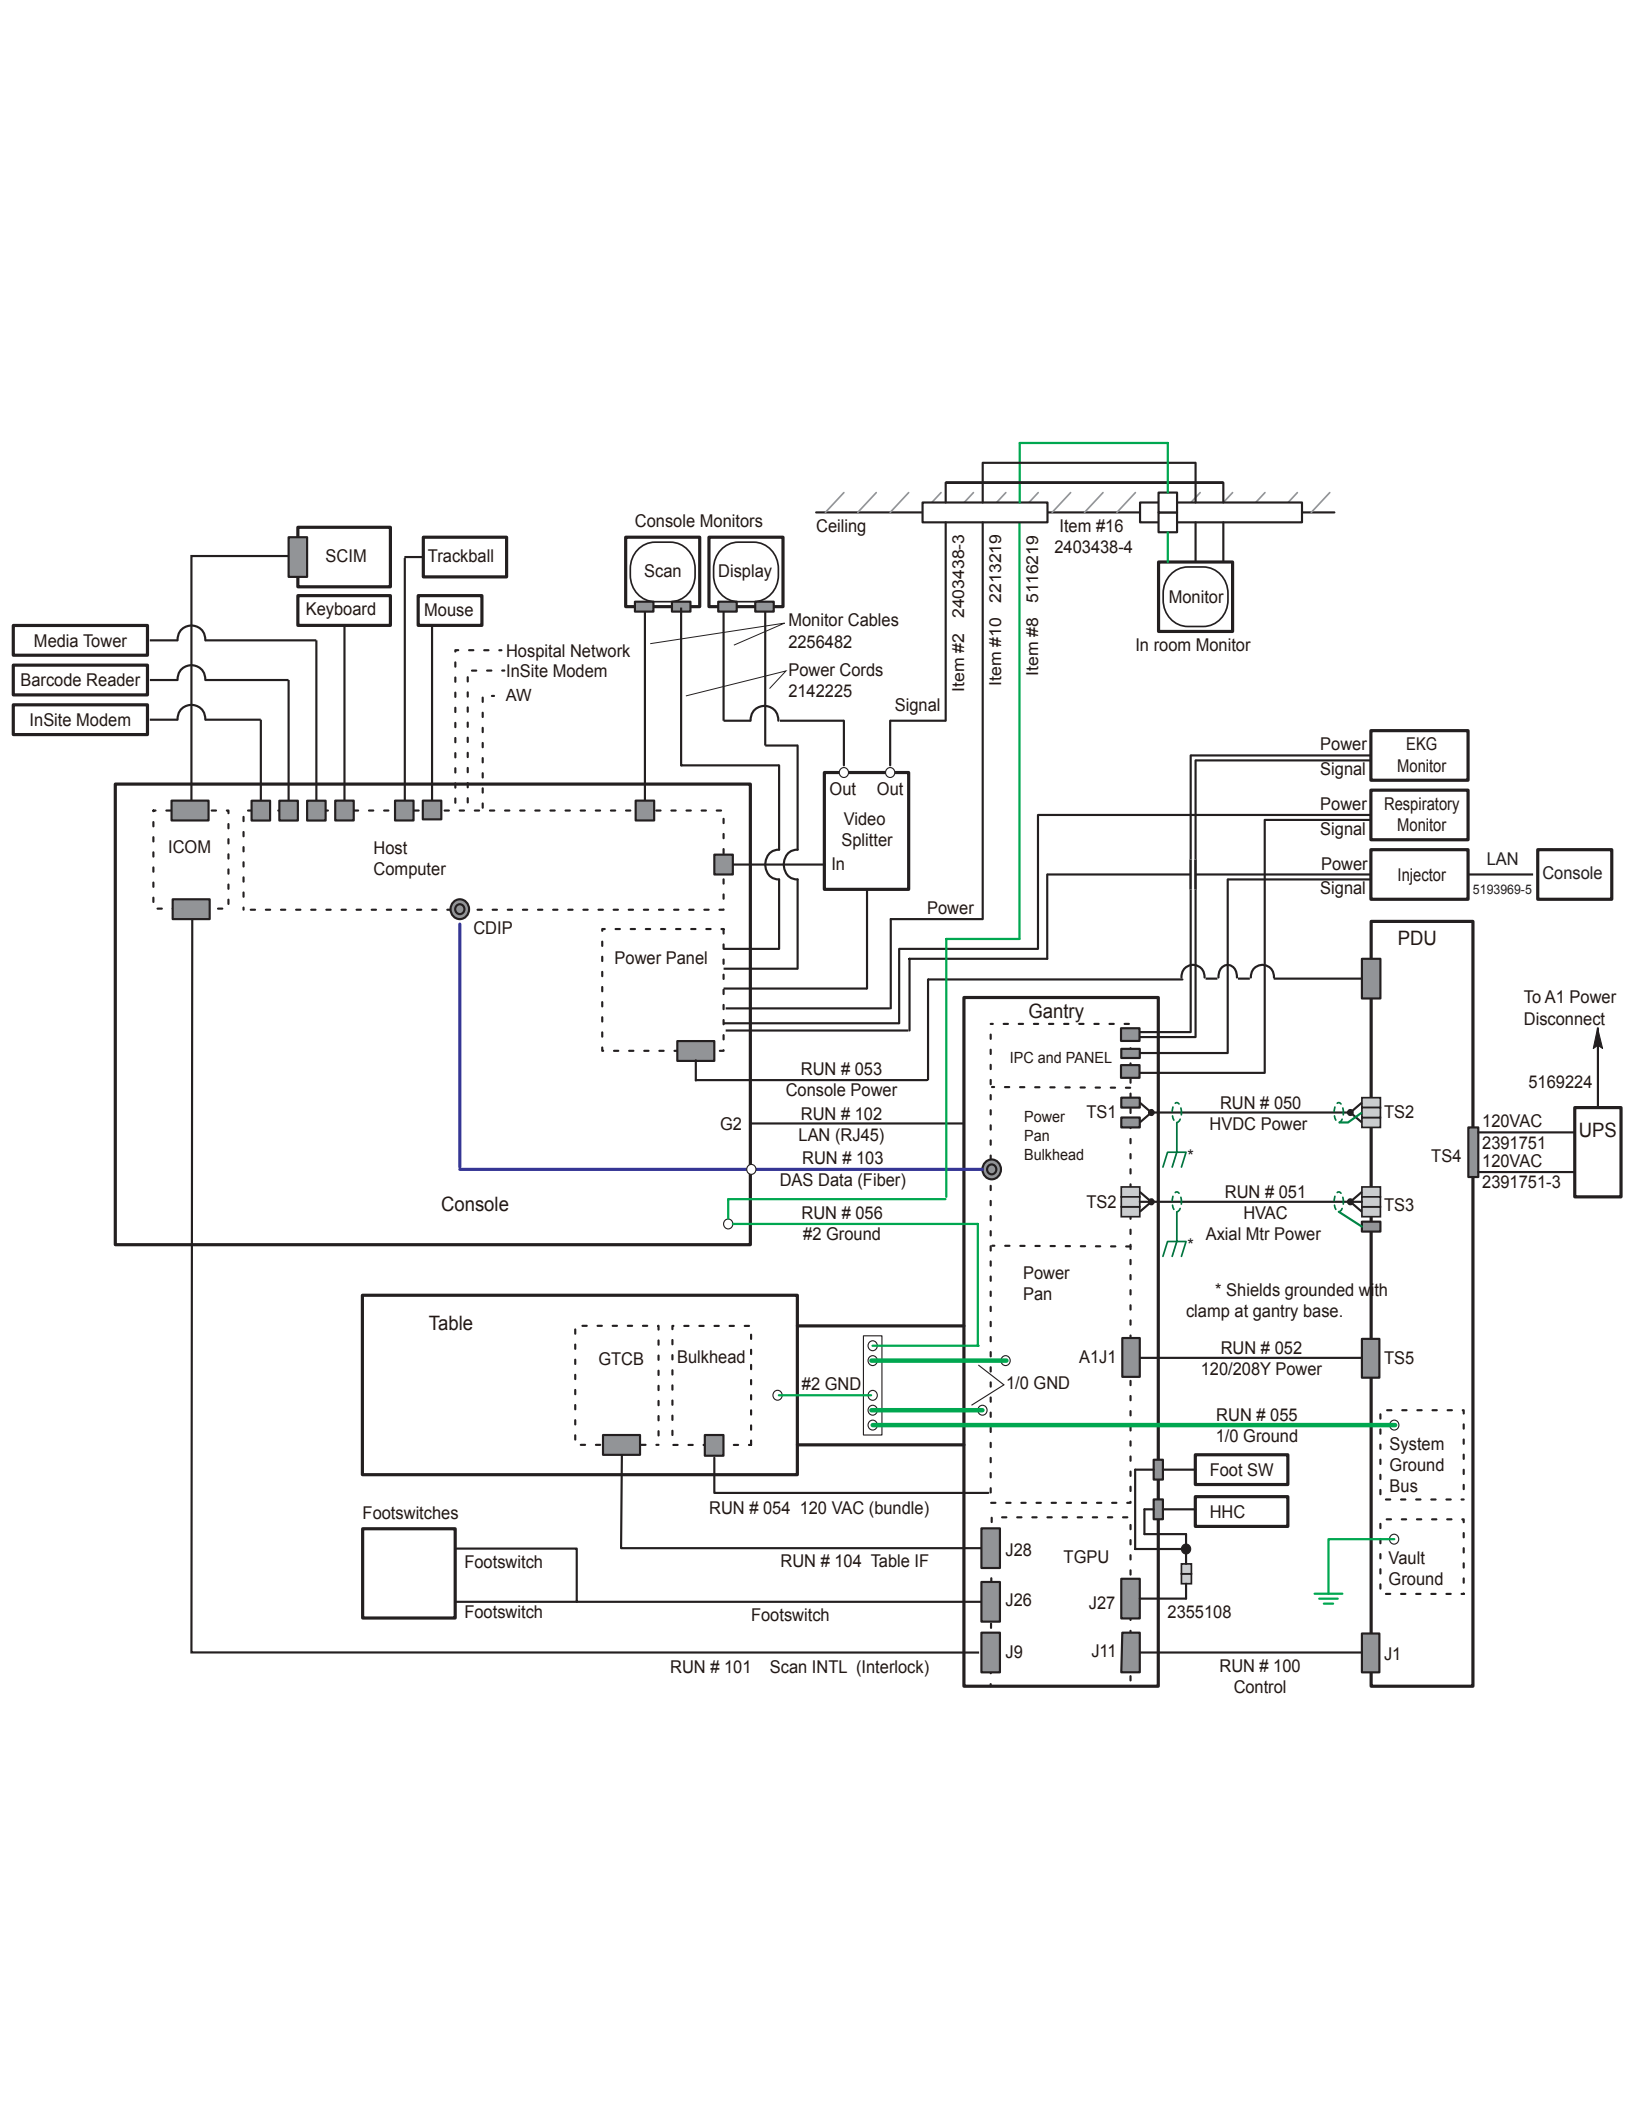 Ceiling
Item #16
2403438-4
Item #2 2403438-3
Item #10 2213219
Item #8 5116219
Monitor
In room Monitor
Console Monitors
Scan
Display
SCIM
Trackball
Keyboard
Mouse
Media Tower
Barcode Reader
InSite Modem
Hospital Network
InSite Modem
AW
Monitor Cables
2256482
Power Cords
2142225
Signal
Out Out
Video
Splitter
In
Power
EKG
Monitor
Power
Signal
Respiratory
Monitor
Power
Signal
Injector
Power
Signal
LAN
5193969-5
Console
ICOM
Host
Computer
CDIP
Power Panel
PDU
To A1 Power
Disconnect
5169224
UPS
120VAC
2391751
120VAC
2391751-3
TS4
Gantry
IPC and PANEL
RUN # 053
Console Power
G2
RUN # 102
LAN (RJ45)
RUN # 103
DAS Data (Fiber)
RUN # 056
#2 Ground
Console
TS1
Power
Pan
Bulkhead
TS2
RUN # 050
HVDC Power
TS2
*
RUN # 051
HVAC
Axial Mtr Power
TS3
*
* Shields grounded with
clamp at gantry base.
Power
Pan
A1J1
RUN # 052
120/208Y Power
TS5
Table
GTCB
Bulkhead
#2 GND
1/0 GND
RUN # 055
1/0 Ground
System
Ground
Bus
Foot SW
HHC
RUN # 054 120 VAC (bundle)
Footswitches
Footswitch
Footswitch
Footswitch
RUN # 104 Table IF
J28
TGPU
J26
J27
2355108
Vault
Ground
RUN # 101 Scan INTL (Interlock)
J9
J11
RUN # 100
Control
J1